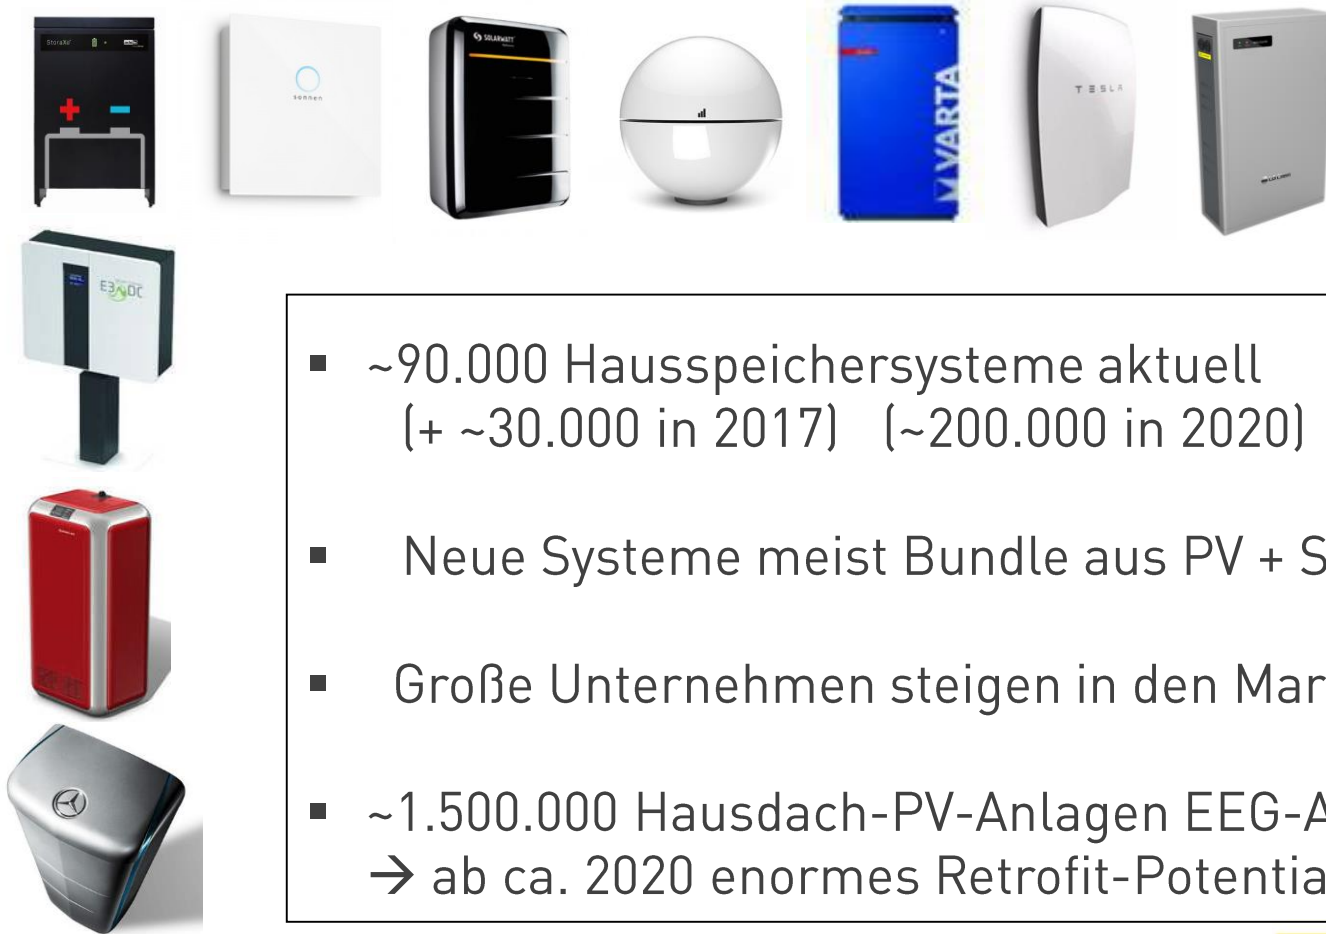 StoraXe
sonnen
SOLARWATT
VARTA
TESLA
E3/DC
~90.000 Haussspeichersysteme aktuell
(+ ~30.000 in 2017) (~200.000 in 2020)
Neue Systeme meist Bundle aus PV + S
Große Unternehmen steigen in den Mar
~1.500.000 Hausdach-PV-Anlagen EEG-A
→ ab ca. 2020 enormes Retrofit-Potentia